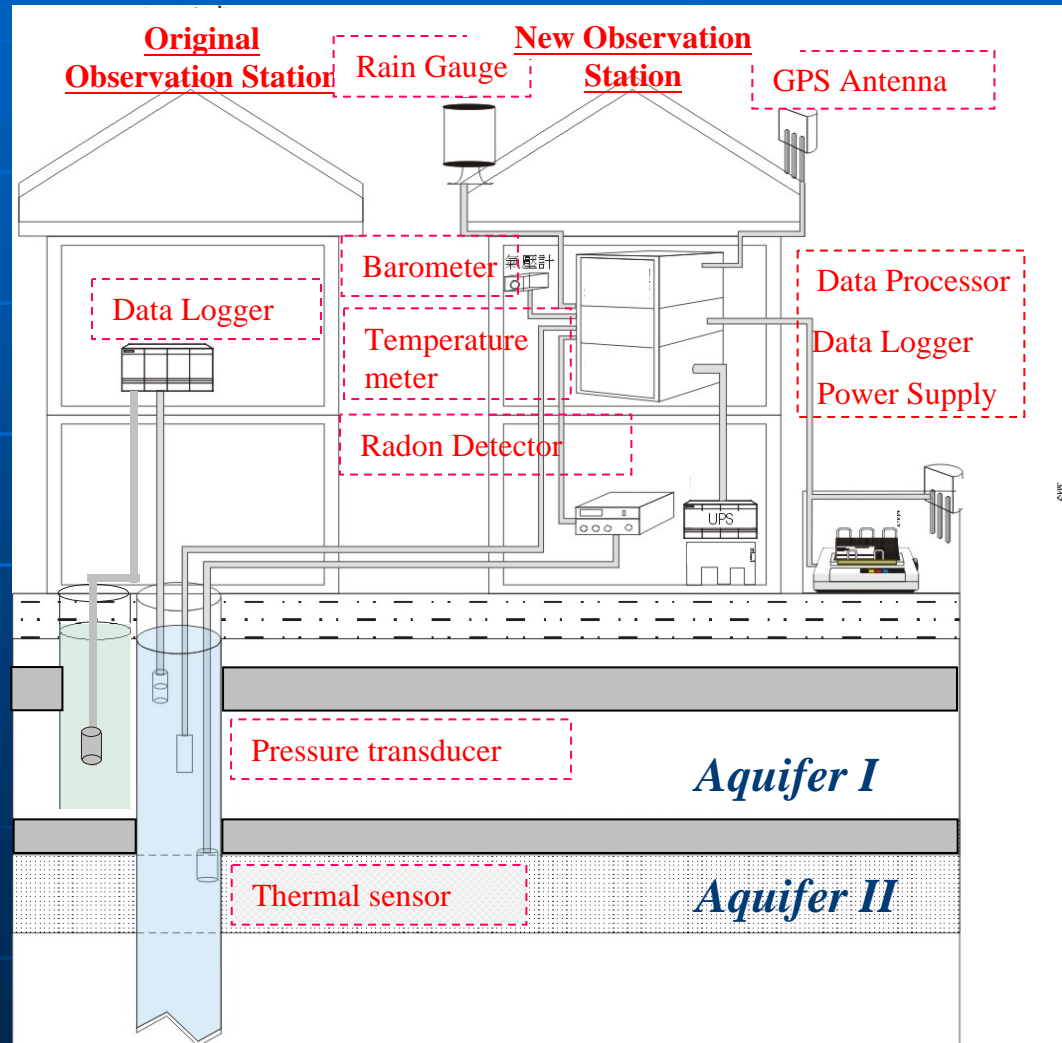 Original
Observation Station
Rain Gauge
New Observation
Station
GPS Antenna
Barometer
氣壓計
Data Processor
Data Logger
Data Logger
Temperature
meter
Power Supply
Radon Detector
UPS
Pressure transducer
Aquifer I
Thermal sensor
Aquifer II